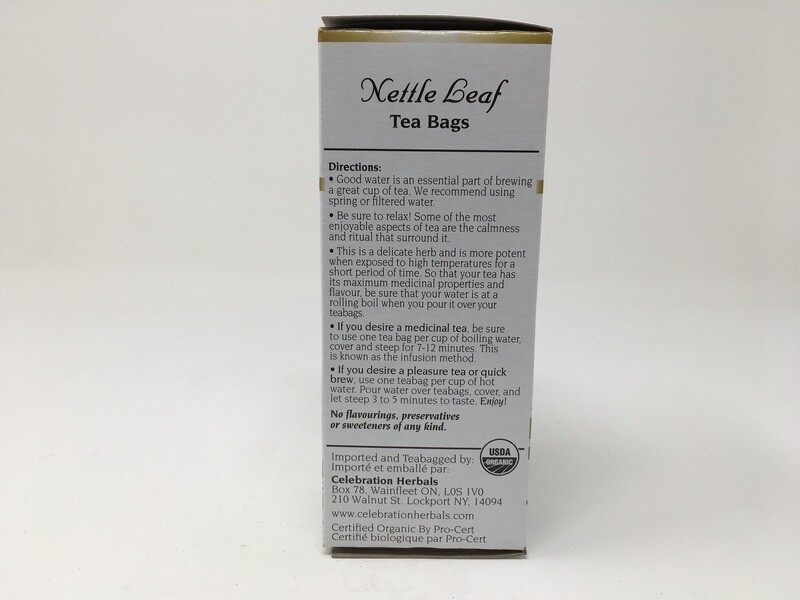 Nettle Leaf
Tea Bags
Directions:
• Good water is an essential part of brewing
a great cup of tea. We recommend using
spring or filtered water.
• Be sure to relax! Some of the most
enjoyable aspects of tea are the calmness
and ritual that surround it.
• This is a delicate herb and is more potent
when exposed to high temperatures for a
short period of time. So that your tea has
its maximum medicinal properties and
flavour, be sure that your water is at a
rolling boil when you pour it over your
teabags.
• If you desire a medicinal tea, be sure
to use one tea bag per cup of boiling water,
cover and steep for 7-12 minutes. This
is known as the infusion method.
• If you desire a pleasure tea or quick
brew, use one teabag per cup of hot
water. Pour water over teabags, cover, and
let steep 3 to 5 minutes to taste. Enjoy!
No flavourings, preservatives
or sweeteners of any kind.
USDA
ORGANIC
Imported and Teabagged by:
Importé et emballé par:
Celebration Herbals
Box 78, Wainfleet ON, L0S 1V0
210 Walnut St. Lockport NY, 14094
www.celebrationherbals.com
Certified Organic By Pro-Cert
Certifié biologique par Pro-Cert